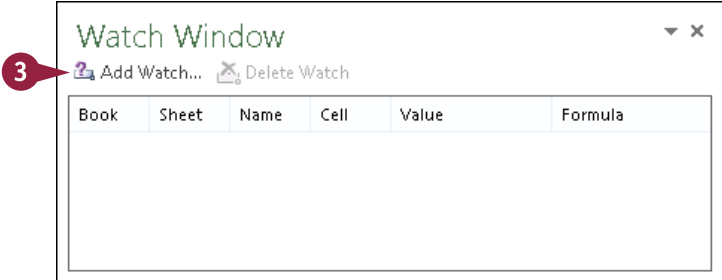 Watch Window
3 Add Watch... Delete Watch
Book Sheet Name Cell Value Formula